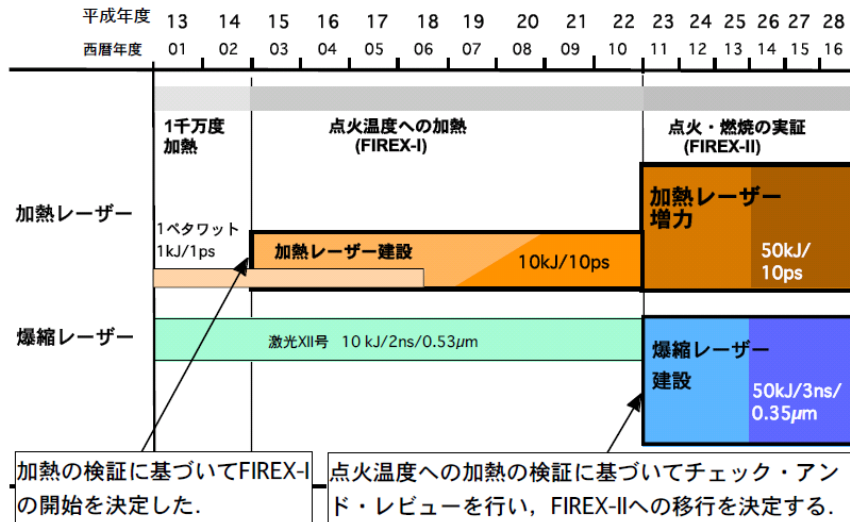 平成年度 13 14 15 16 17 18 19 20 21 22 23 24 25 26 27 28
西暦年度 01 02 03 04 05 06 07 08 09 10 11 12 13 14 15 16
1千万度
加熱
点火温度への加熱
(FIREX-I)
点火・燃焼の実証
(FIREX-II)
加熱レーザー
1ペタワット
1kJ/1ps
加熱レーザー建設
10kJ/10ps
加熱レーザー
増力
50kJ/
10ps
爆縮レーザー
激光XII号 10 kJ/2ns/0.53µm
爆縮レーザー
建設
50kJ/3ns/
0.35µm
加熱の検証に基づいてFIREX-I
の開始を決定した.
点火温度への加熱の検証に基づいてチェック・アン
ド・レビューを行い, FIREX-IIへの移行を決定する.